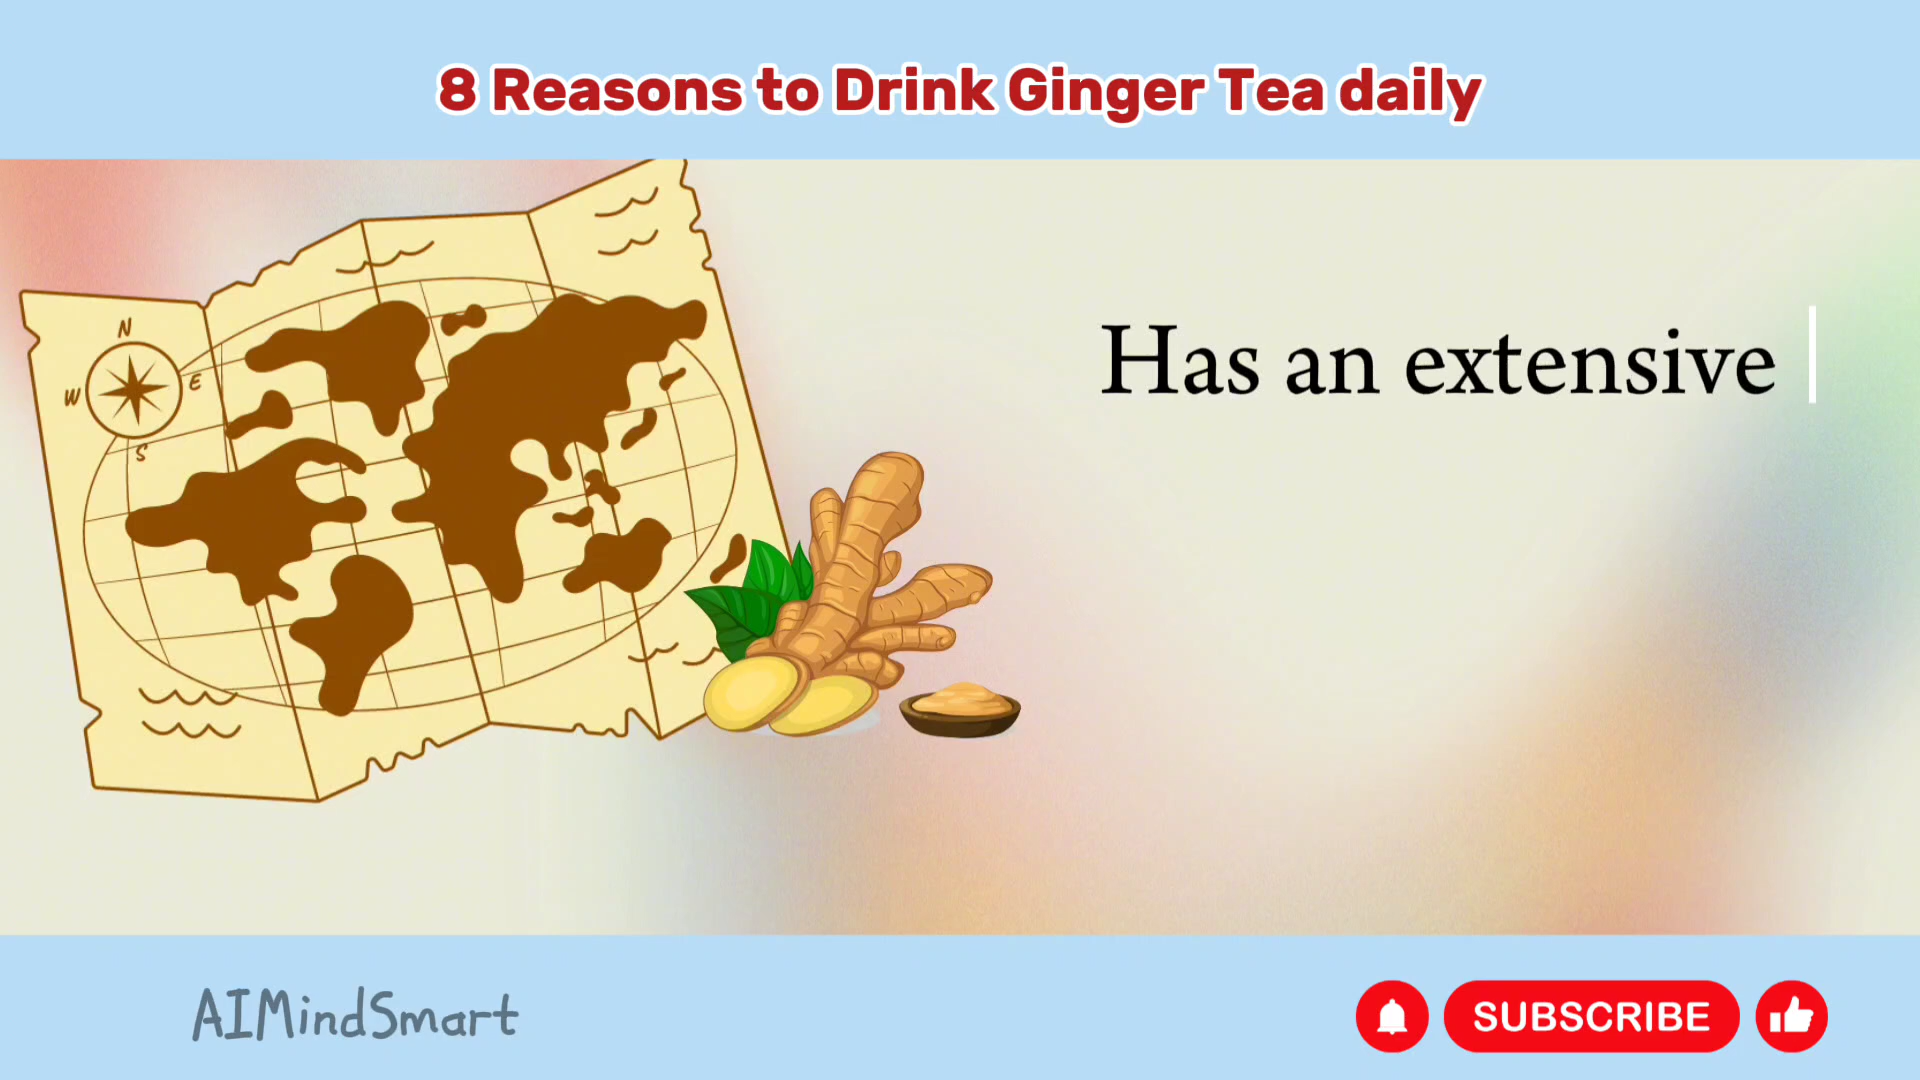 8 Reasons to Drink Ginger Tea daily
N
W E
S
Has an extensive
AIMindSmart
SUBSCRIBE